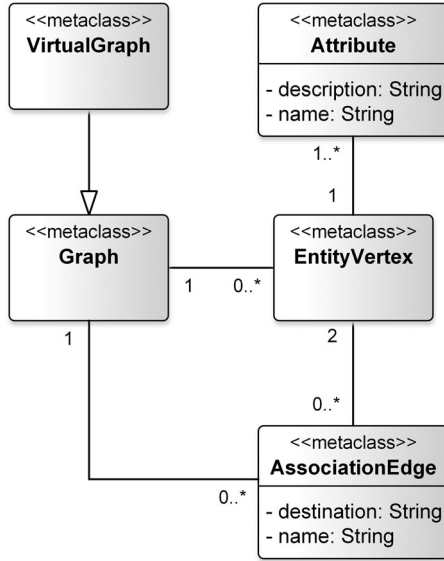 <<metaclass>>
VirtualGraph
<<metaclass>>
Attribute
- description: String
- name: String
1..*
1
<<metaclass>>
Graph
1
0..*
<<metaclass>>
EntityVertex
1
2
0..*
0..*
<<metaclass>>
AssociationEdge
- destination: String
- name: String